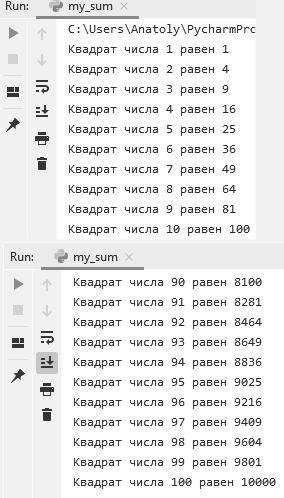 Run: my_sum ×
C:\Users\Anatoly\PycharmPro
Квадрат числа 1 равен 1
Квадрат числа 2 равен 4
Квадрат числа 3 равен 9
Квадрат числа 4 равен 16
Квадрат числа 5 равен 25
Квадрат числа 6 равен 36
Квадрат числа 7 равен 49
Квадрат числа 8 равен 64
Квадрат числа 9 равен 81
Квадрат числа 10 равен 100
Run: my_sum ×
Квадрат числа 90 равен 8100
Квадрат числа 91 равен 8281
Квадрат числа 92 равен 8464
Квадрат числа 93 равен 8649
Квадрат числа 94 равен 8836
Квадрат числа 95 равен 9025
Квадрат числа 96 равен 9216
Квадрат числа 97 равен 9409
Квадрат числа 98 равен 9604
Квадрат числа 99 равен 9801
Квадрат числа 100 равен 10000